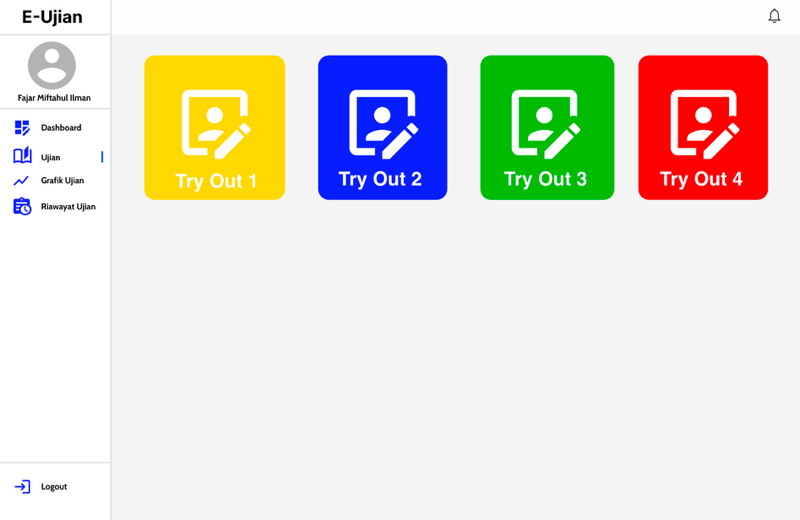 E-Ujian
Fajar Miftahul Ilman
Dashboard
Ujian
Grafik Ujian
Riawayat Ujian
Logout
Try Out 1
Try Out 2
Try Out 3
Try Out 4